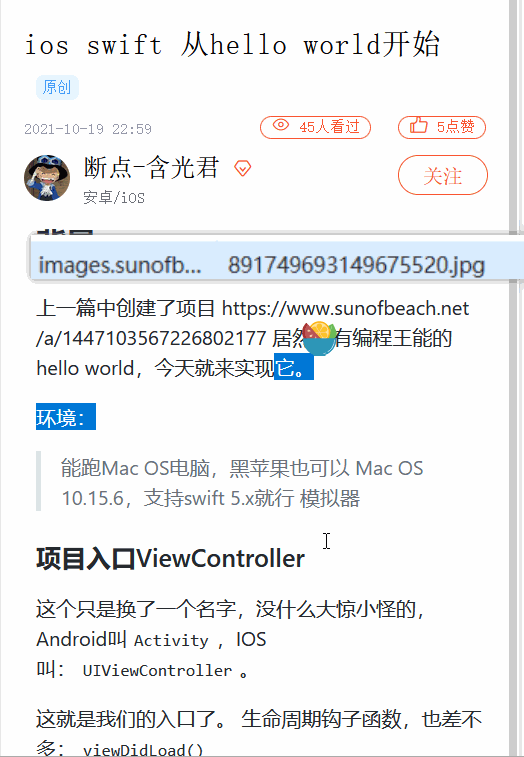 ios swift 从hello world开始
原创
2021-10-19 22:59
45人看过
5点赞
断点-含光君
安卓/iOS
关注
images.sunofb... 891749693149675520.jpg
上一篇中创建了项目 https://www.sunofbeach.net
/a/1447103567226802177 居然 有编程王能的
hello world，今天就来实现它。
环境：
能跑Mac OS电脑，黑苹果也可以 Mac OS
10.15.6，支持swift 5.x就行 模拟器
项目入口ViewController
这个只是换了一个名字，没什么大惊小怪的，
Android叫 Activity ，IOS
叫： UIViewController 。
这就是我们的入口了。 生命周期钩子函数，也差不
多： viewDidLoad()